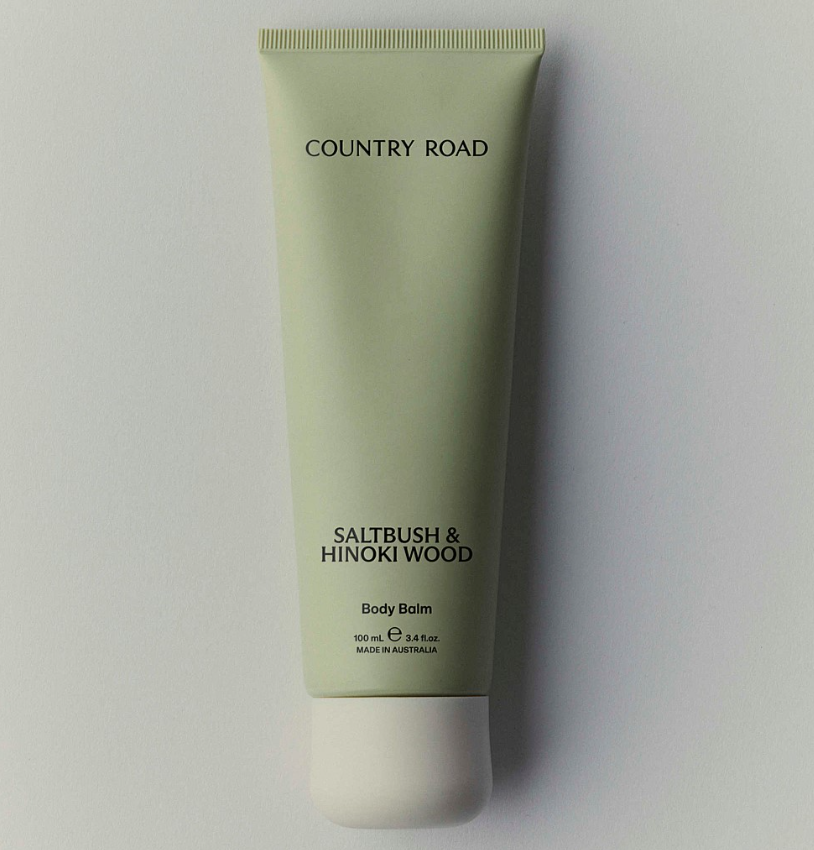 COUNTRY ROAD
SALTBUSH &
HINOKI WOOD
Body Balm
100 mL ℮ 3.4 fl.oz.
MADE IN AUSTRALIA